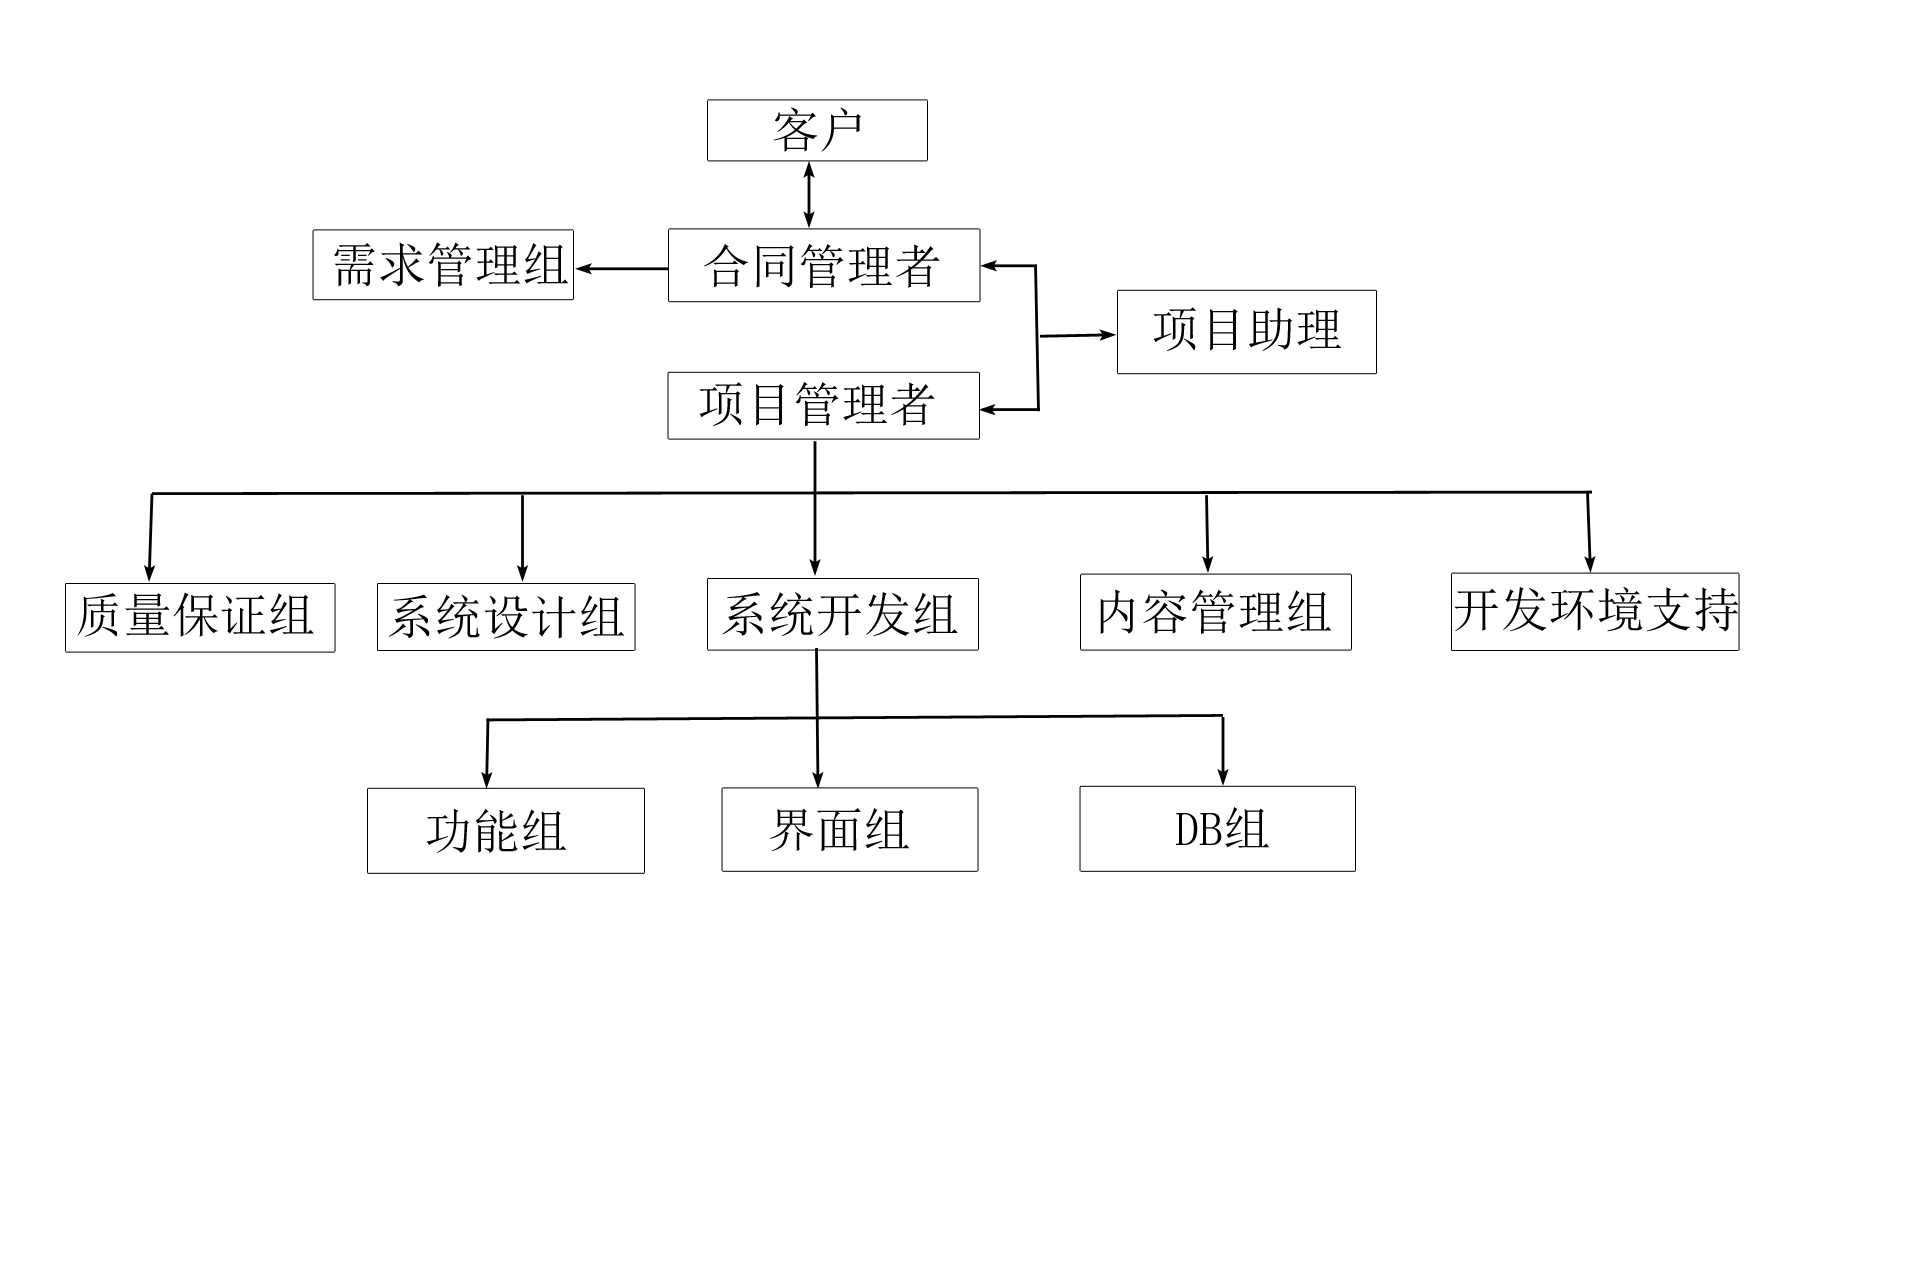 客户
需求管理组
合同管理者
项目助理
项目管理者
质量保证组
系统设计组
系统开发组
内容管理组
开发环境支持
功能组
界面组
DB组